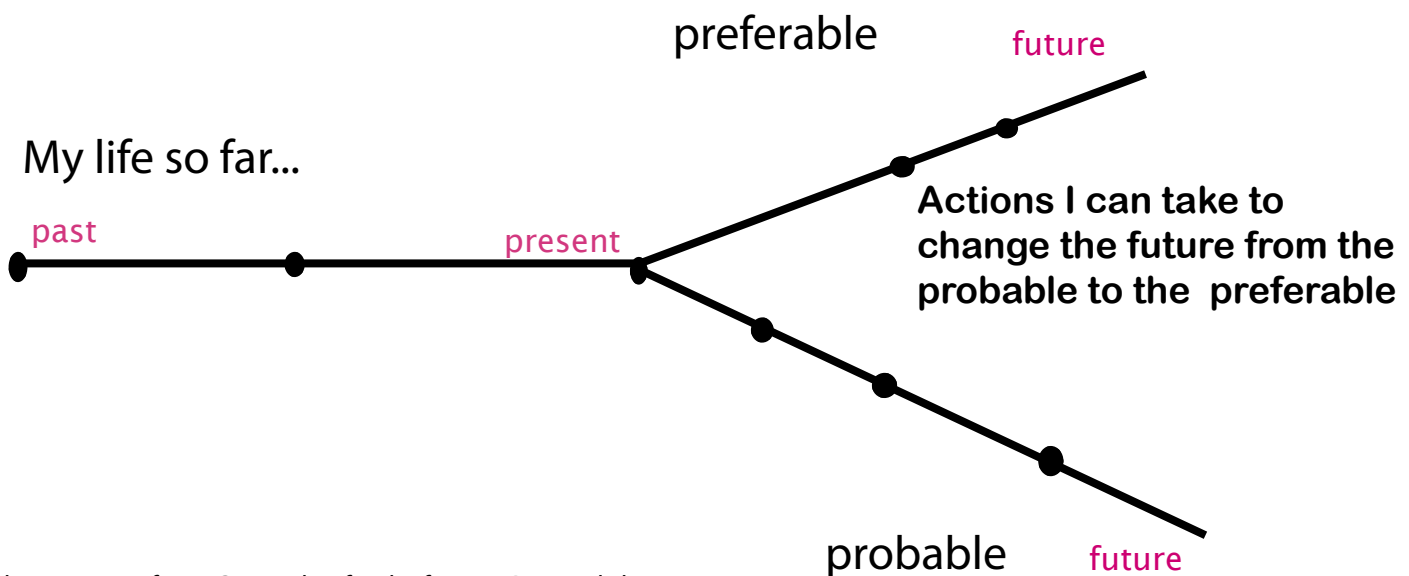 preferable
future
My life so far...
past
present
Actions I can take to
change the future from the
probable to the preferable
probable
future